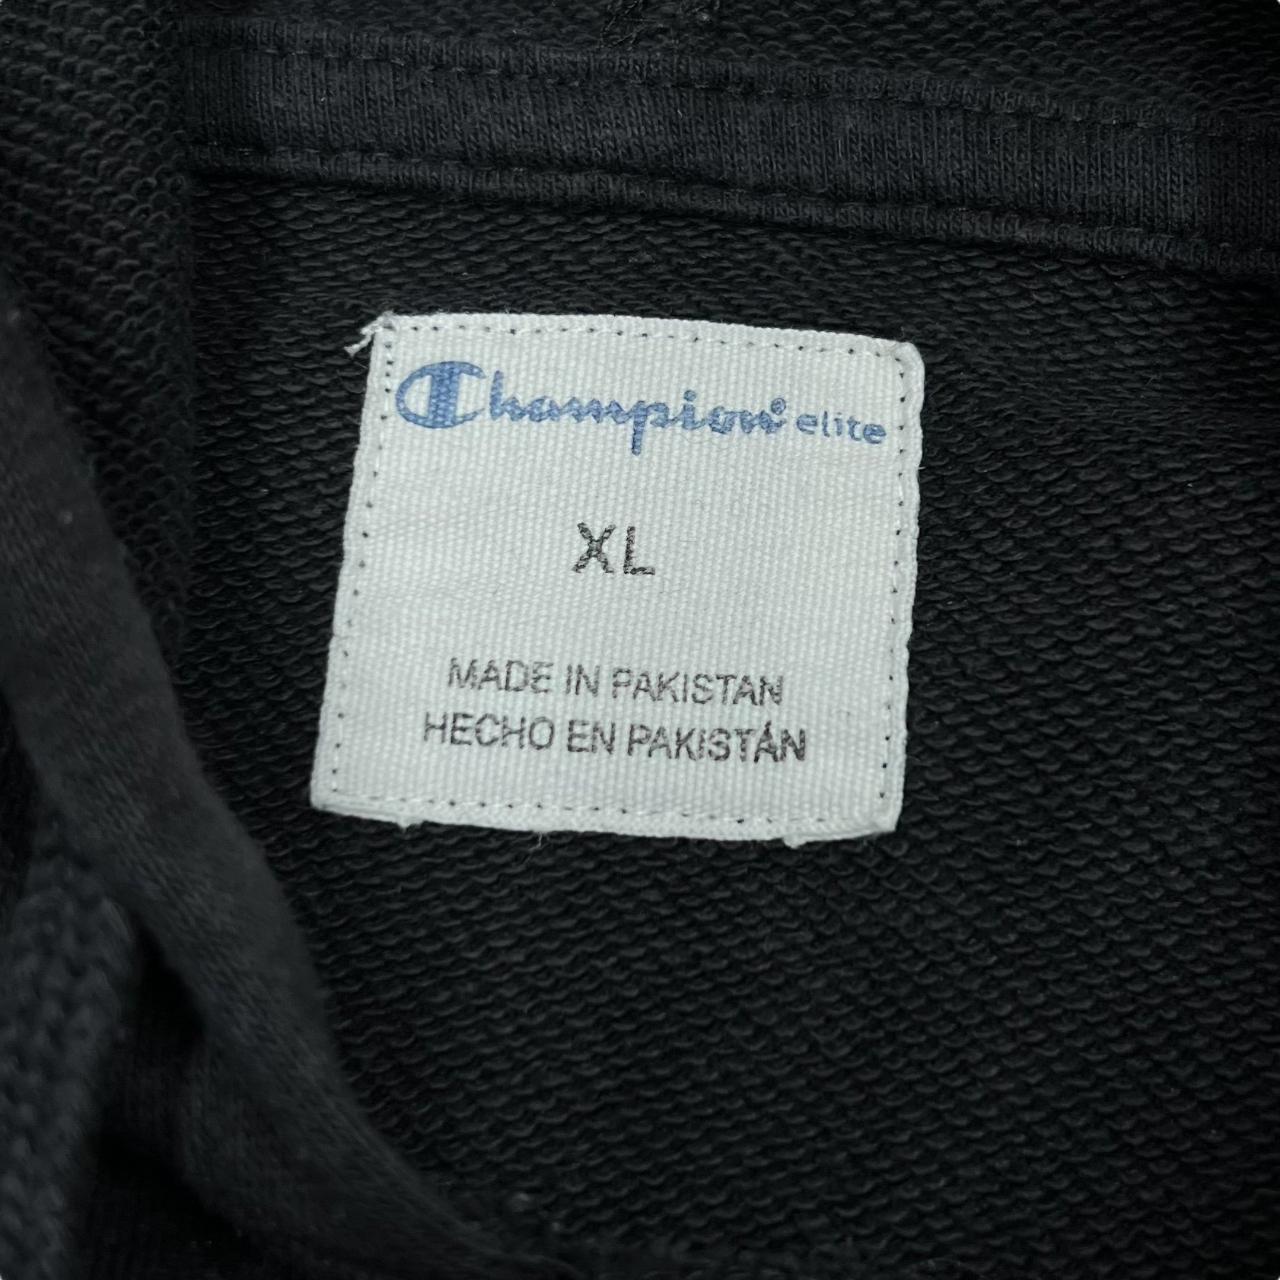 Champion® elite
XL
MADE IN PAKISTAN
HECHO EN PAKISTÁN